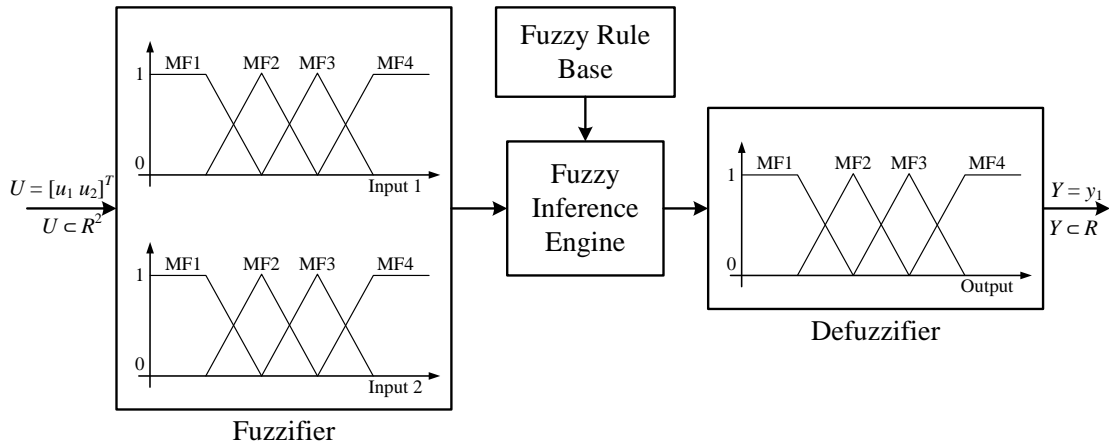 U = [u₁ u₂]ᵀ
U ⊂ R²
MF1 MF2 MF3 MF4
1
0
Input 1
MF1 MF2 MF3 MF4
1
0
Input 2
Fuzzifier
Fuzzy Rule
Base
Fuzzy
Inference
Engine
MF1 MF2 MF3 MF4
1
0
Output
Defuzzifier
Y = y₁
Y ⊂ R